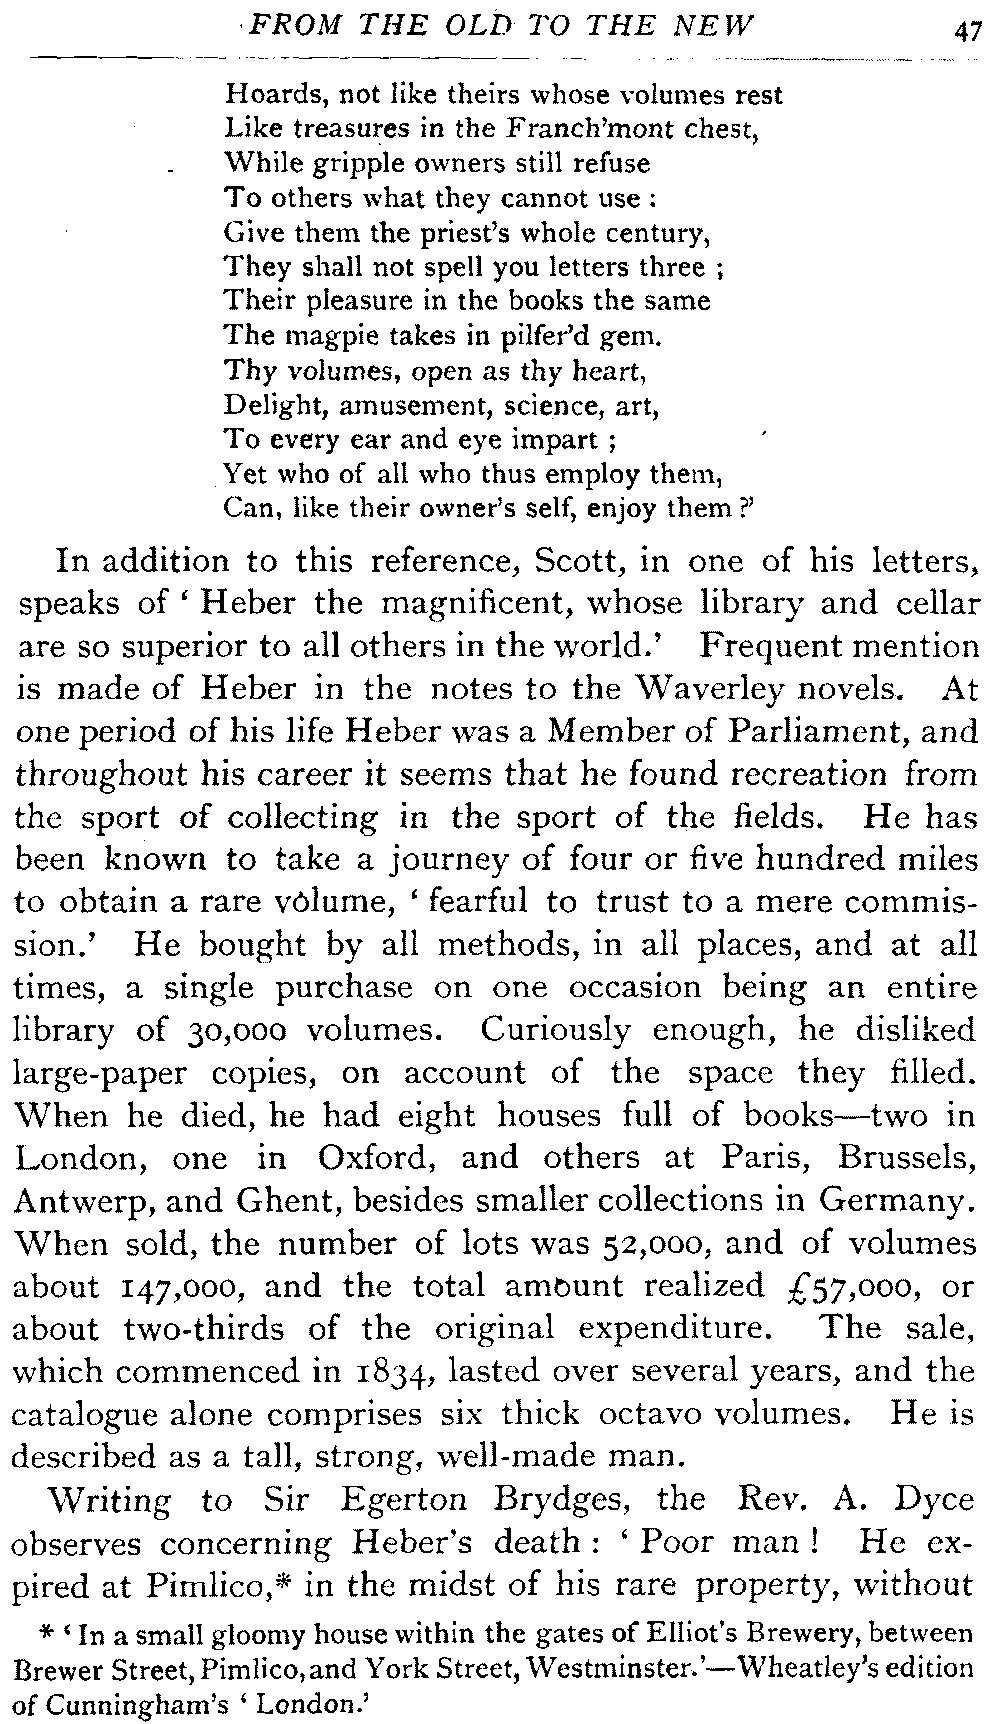 FROM THE OLD TO THE NEW 47
Hoards, not like theirs whose volumes rest
Like treasures in the Franch'mont chest,
While gripple owners still refuse
To others what they cannot use :
Give them the priest's whole century,
They shall not spell you letters three ;
Their pleasure in the books the same
The magpie takes in pilfer'd gem.
Thy volumes, open as thy heart,
Delight, amusement, science, art,
To every ear and eye impart ;
Yet who of all who thus employ them,
Can, like their owner's self, enjoy them ?'
In addition to this reference, Scott, in one of his letters,
speaks of ' Heber the magnificent, whose library and cellar
are so superior to all others in the world.' Frequent mention
is made of Heber in the notes to the Waverley novels. At
one period of his life Heber was a Member of Parliament, and
throughout his career it seems that he found recreation from
the sport of collecting in the sport of the fields. He has
been known to take a journey of four or five hundred miles
to obtain a rare volume, ' fearful to trust to a mere commis-
sion.' He bought by all methods, in all places, and at all
times, a single purchase on one occasion being an entire
library of 30,000 volumes. Curiously enough, he disliked
large-paper copies, on account of the space they filled.
When he died, he had eight houses full of books—two in
London, one in Oxford, and others at Paris, Brussels,
Antwerp, and Ghent, besides smaller collections in Germany.
When sold, the number of lots was 52,000, and of volumes
about 147,000, and the total amount realized £57,000, or
about two-thirds of the original expenditure. The sale,
which commenced in 1834, lasted over several years, and the
catalogue alone comprises six thick octavo volumes. He is
described as a tall, strong, well-made man.
Writing to Sir Egerton Brydges, the Rev. A. Dyce
observes concerning Heber's death : ' Poor man ! He ex-
pired at Pimlico,* in the midst of his rare property, without
* ' In a small gloomy house within the gates of Elliot's Brewery, between
Brewer Street, Pimlico, and York Street, Westminster.'—Wheatley's edition
of Cunningham's ' London.'